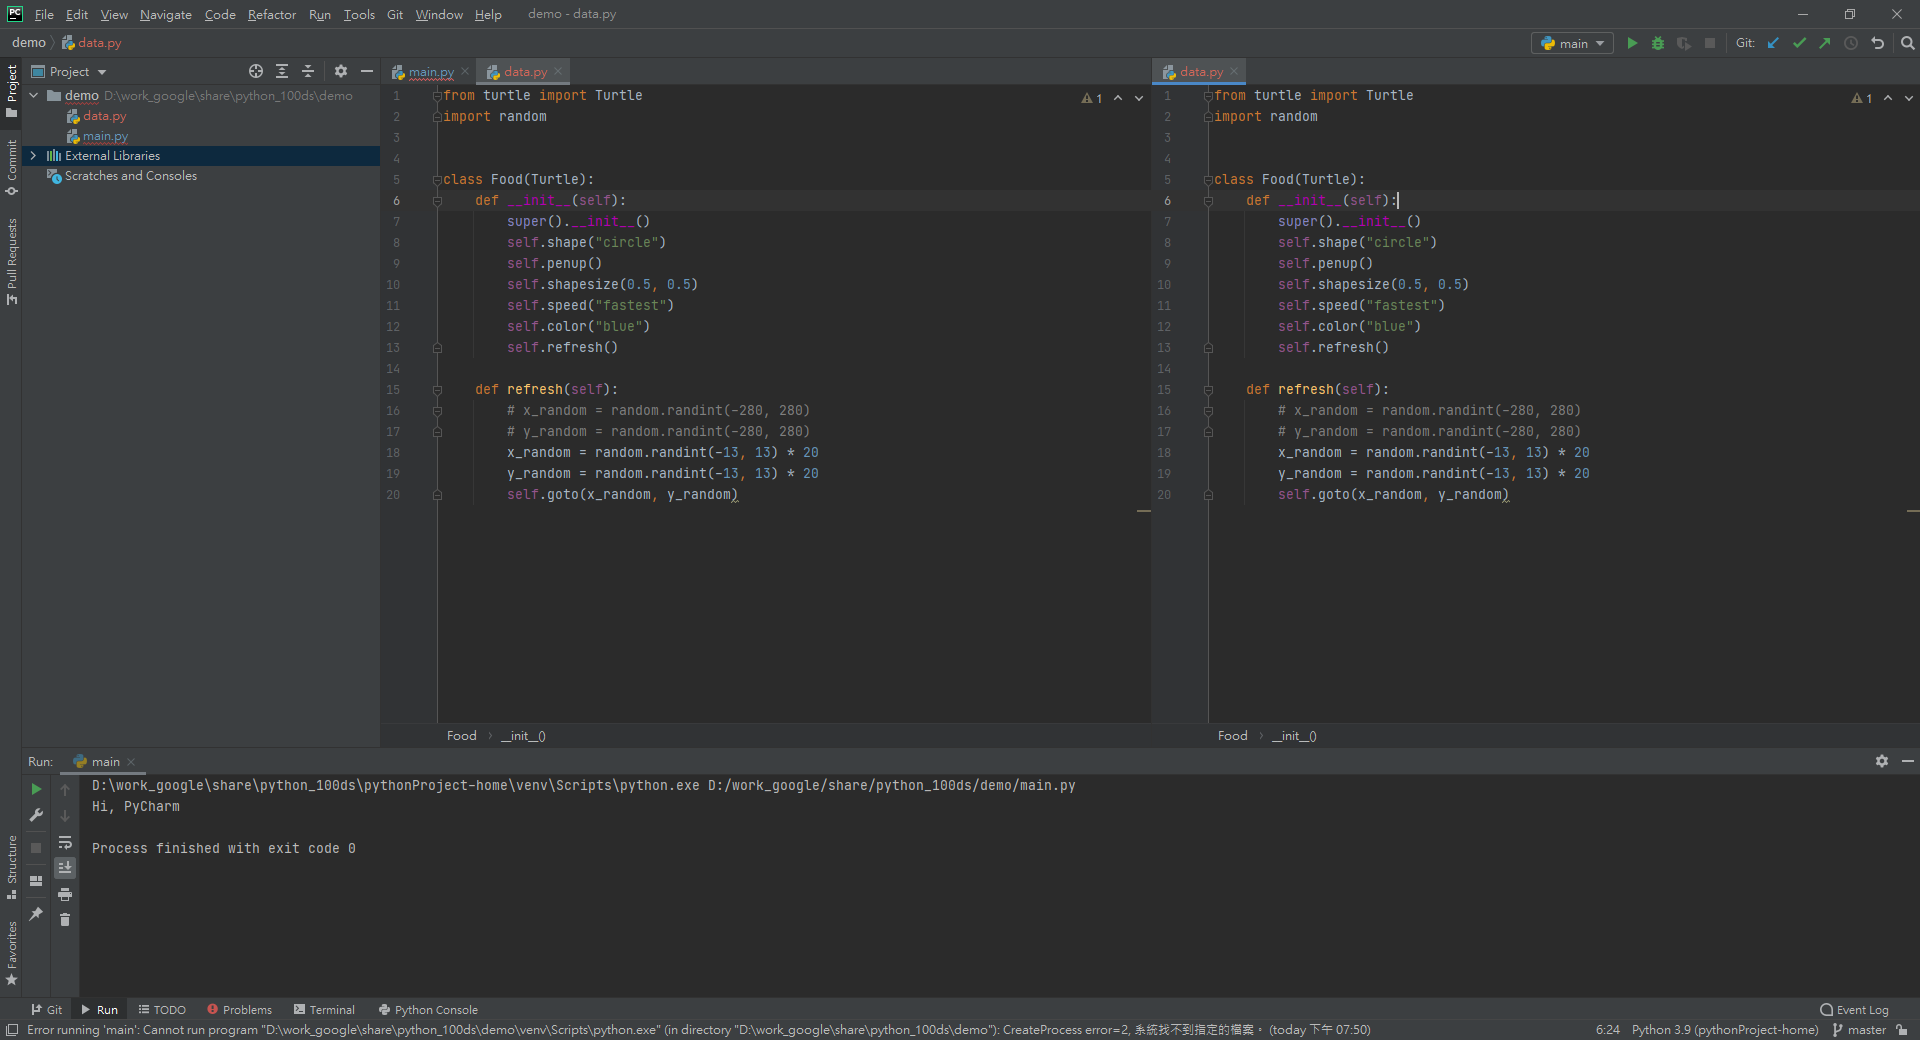 PC File Edit View Navigate Code Refactor Run Tools Git Window Help demo - data.py
demo data.py main Git:
Project
main.py data.py
data.py
demo D:\work_google\share\python_100ds\demo
data.py
main.py
External Libraries
Scratches and Consoles
Project
Commit
Pull Requests
Structure
Favorites
1 from turtle import Turtle
2 import random
3
4
5 class Food(Turtle):
6     def __init__(self):
7         super().__init__()
8         self.shape("circle")
9         self.penup()
10         self.shapesize(0.5, 0.5)
11         self.speed("fastest")
12         self.color("blue")
13         self.refresh()
14
15     def refresh(self):
16         # x_random = random.randint(-280, 280)
17         # y_random = random.randint(-280, 280)
18         x_random = random.randint(-13, 13) * 20
19         y_random = random.randint(-13, 13) * 20
20         self.goto(x_random, y_random)
1
Food __init__()
1 from turtle import Turtle
2 import random
3
4
5 class Food(Turtle):
6     def __init__(self):
7         super().__init__()
8         self.shape("circle")
9         self.penup()
10         self.shapesize(0.5, 0.5)
11         self.speed("fastest")
12         self.color("blue")
13         self.refresh()
14
15     def refresh(self):
16         # x_random = random.randint(-280, 280)
17         # y_random = random.randint(-280, 280)
18         x_random = random.randint(-13, 13) * 20
19         y_random = random.randint(-13, 13) * 20
20         self.goto(x_random, y_random)
1
Food __init__()
Run: main
D:\work_google\share\python_100ds\pythonProject-home\venv\Scripts\python.exe D:/work_google/share/python_100ds/demo/main.py
Hi, PyCharm
Process finished with exit code 0
Git Run TODO Problems Terminal Python Console Event Log
Error running 'main': Cannot run program "D:\work_google\share\python_100ds\demo\venv\Scripts\python.exe" (in directory "D:\work_google\share\python_100ds\demo"): CreateProcess error=2, 系統找不到指定的檔案。 (today 下午 07:50) 6:24 Python 3.9 (pythonProject-home) master